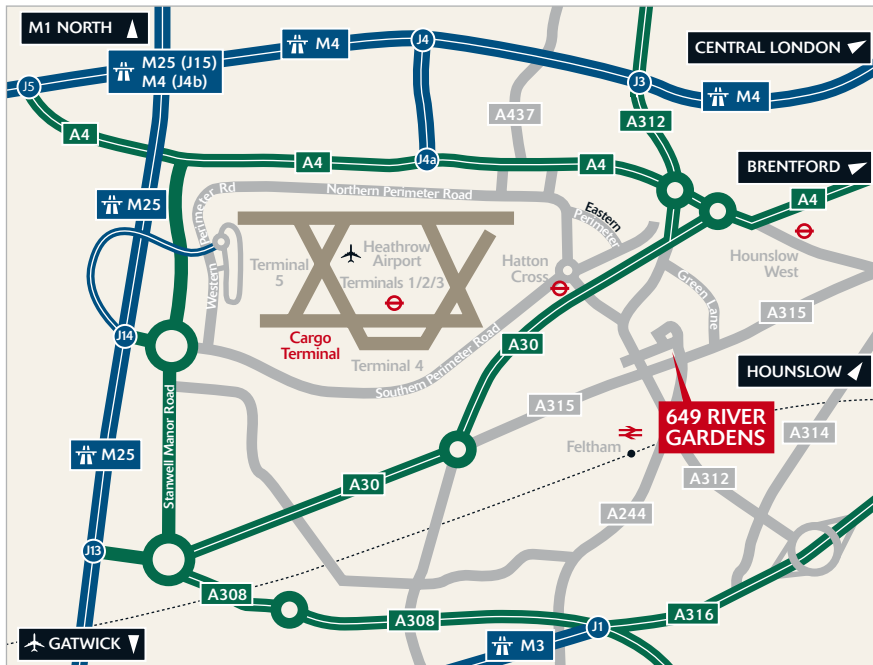 M1 NORTH
J4
M4
CENTRAL LONDON
M25 (J15)
M4 (J4b)
J5
J3
M4
A437
A312
A4
A4
J4a
A4
BRENTFORD
Northern Perimeter Road
Western Perimeter Rd
M25
A4
Eastern
Perimeter
Heathrow
Airport
Terminals 1/2/3
Terminal
5
Hatton
Cross
Hounslow
West
Green Lane
A315
J14
Cargo
Terminal
Terminal 4
A30
Southern Perimeter Road
HOUNSLOW
Stanwell Manor Road
A315
649 RIVER
GARDENS
A314
Feltham
M25
A30
A312
A244
J13
A308
A308
J1
A316
GATWICK
M3